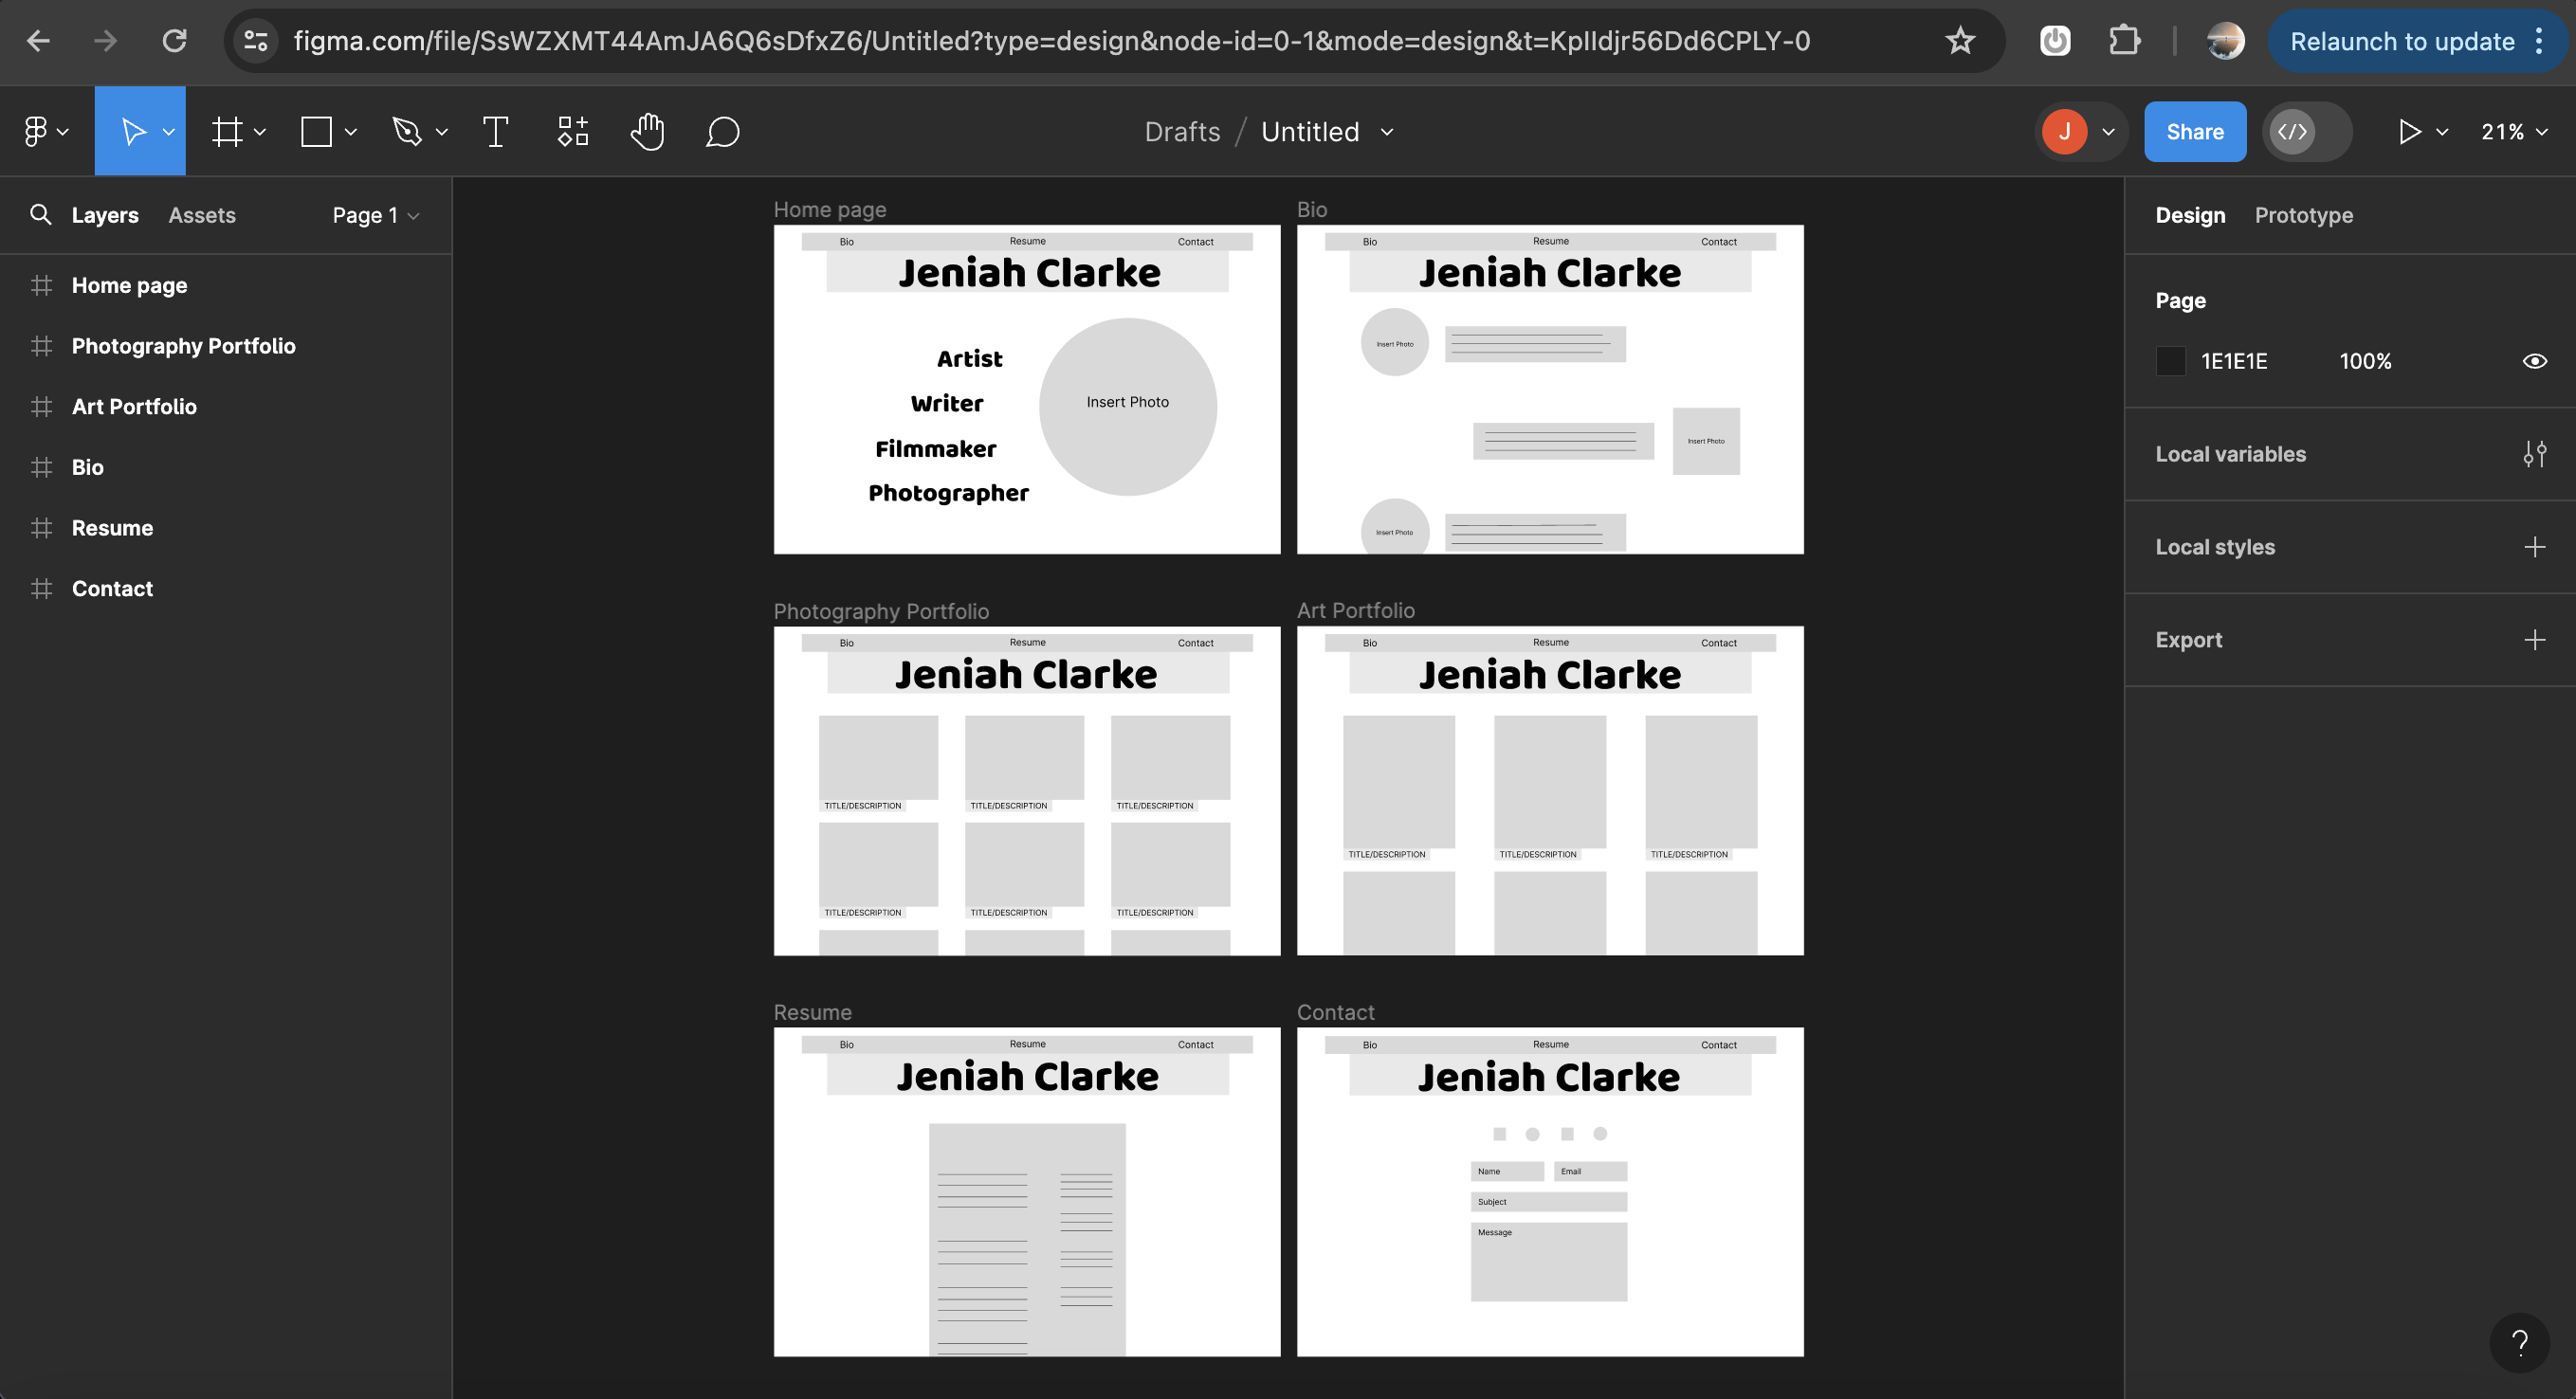 figma.com/file/SsWZXMT44AmJA6Q6sDfxZ6/Untitled?type=design&node-id=0-1&mode=design&t=KpIldjr56Dd6CPLY-0
Relaunch to update
Drafts / Untitled
J
Share
21%
Layers Assets Page 1
Home page
Photography Portfolio
Art Portfolio
Bio
Resume
Contact
Home page
Bio Resume Contact
Jeniah Clarke
Artist
Writer
Filmmaker
Photographer
Insert Photo
Bio
Bio Resume Contact
Jeniah Clarke
Insert Photo
Insert Photo
Insert Photo
Photography Portfolio
Bio Resume Contact
Jeniah Clarke
TITLE/DESCRIPTION TITLE/DESCRIPTION TITLE/DESCRIPTION
TITLE/DESCRIPTION TITLE/DESCRIPTION TITLE/DESCRIPTION
Art Portfolio
Bio Resume Contact
Jeniah Clarke
TITLE/DESCRIPTION TITLE/DESCRIPTION TITLE/DESCRIPTION
Resume
Bio Resume Contact
Jeniah Clarke
Contact
Bio Resume Contact
Jeniah Clarke
Name Email
Subject
Message
Design Prototype
Page
1E1E1E 100%
Local variables
Local styles
Export
?